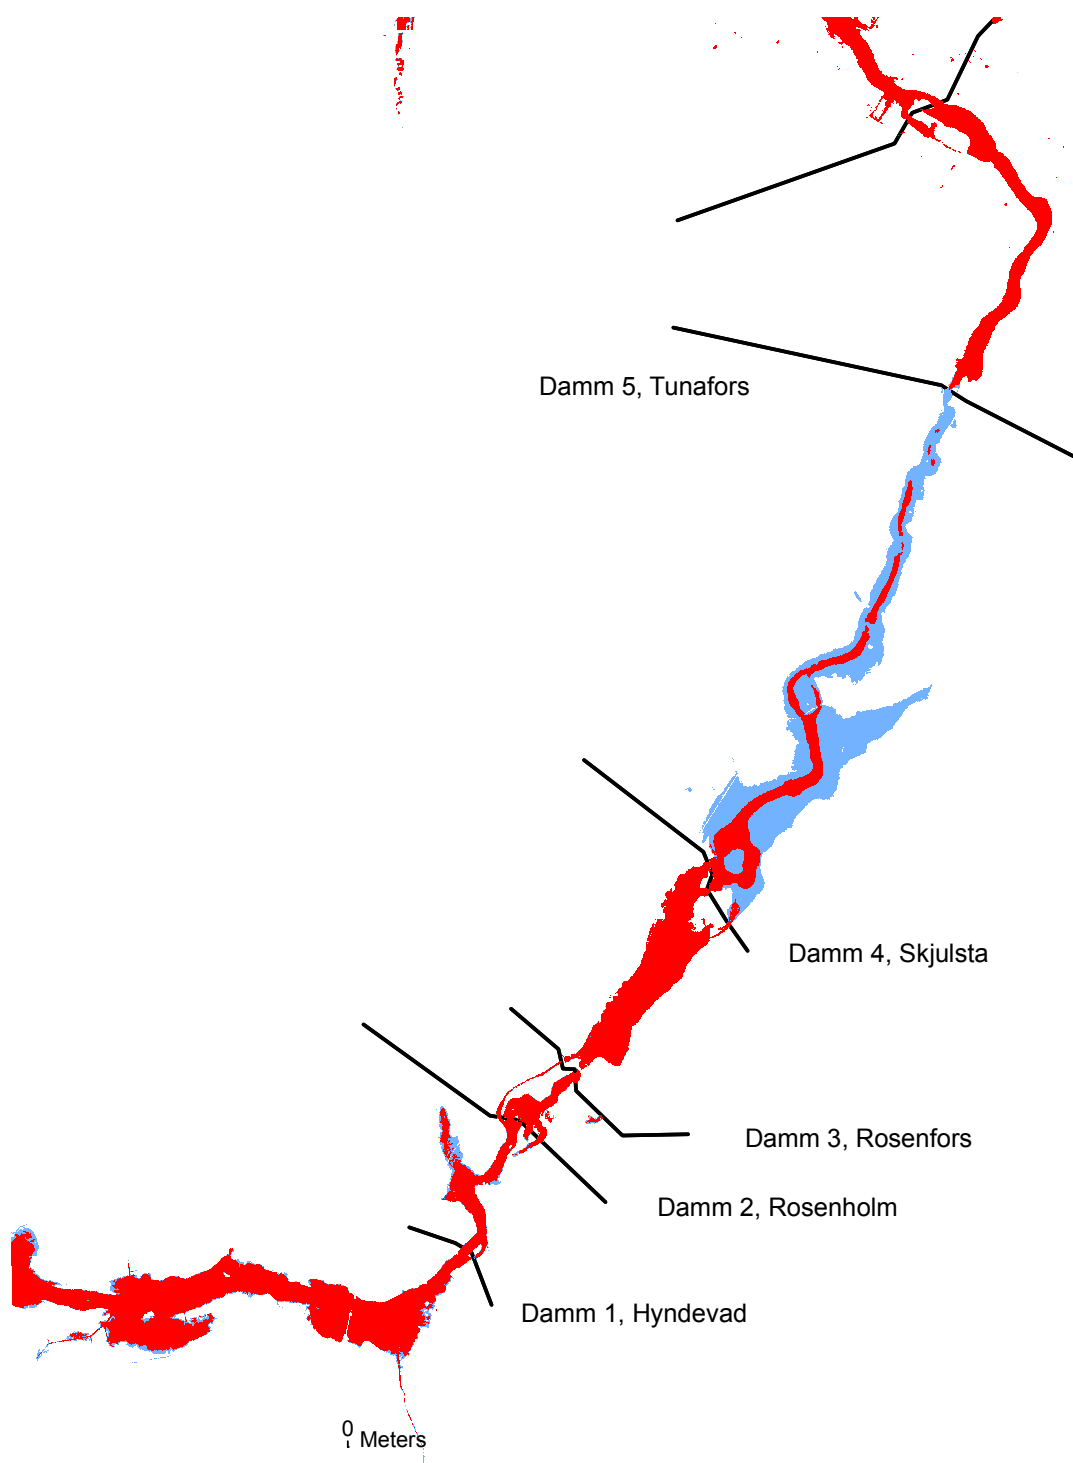 Damm 5, Tunafors
Damm 4, Skjulsta
Damm 3, Rosenfors
Damm 2, Rosenholm
Damm 1, Hyndevad
0
Meters